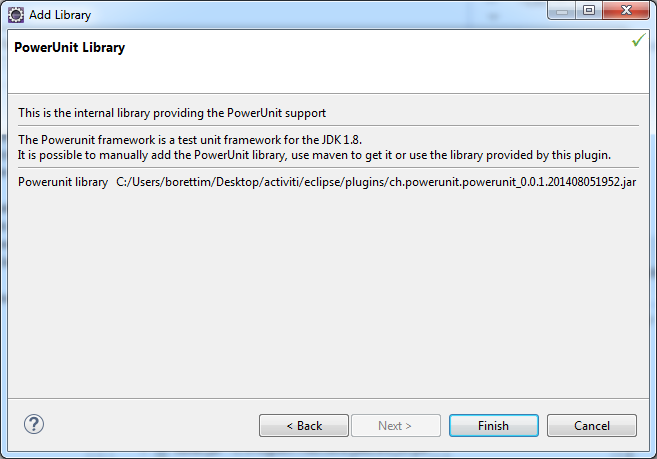 Add Library
PowerUnit Library
This is the internal library providing the PowerUnit support
The Powerunit framework is a test unit framework for the JDK 1.8.
It is possible to manually add the PowerUnit library, use maven to get it or use the library provided by this plugin.
Powerunit library C:/Users/borettim/Desktop/activiti/eclipse/plugins/ch.powerunit.powerunit_0.0.1.201408051952.jar
?
< Back Next > Finish Cancel